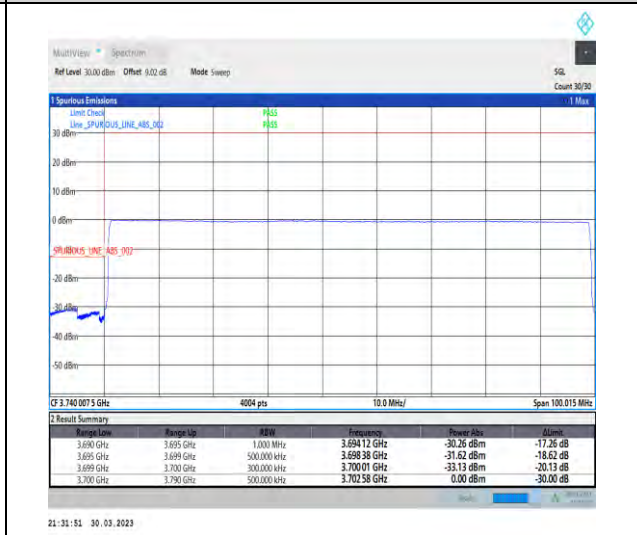 MultiView Spectrum
Ref Level 30.00 dBm Offset 9.02 dB Mode Sweep SGL
Count 30/30
1 Spurious Emissions 1 Max
Limit Check PASS
Line _SPURIOUS_LINE_ABS_002 PASS
30 dBm
20 dBm
10 dBm
0 dBm
_SPURIOUS_LINE_ABS_002
-20 dBm
-30 dBm
-40 dBm
-50 dBm
CF 3.740 007 5 GHz 4004 pts 10.0 MHz/ Span 100.015 MHz
2 Result Summary
Range Low Range Up RBW Frequency Power Abs ΔLimit
3.690 GHz 3.695 GHz 1.000 MHz 3.694 12 GHz -30.26 dBm -17.26 dB
3.695 GHz 3.699 GHz 500.000 kHz 3.698 38 GHz -31.62 dBm -18.62 dB
3.699 GHz 3.700 GHz 300.000 kHz 3.700 01 GHz -33.13 dBm -20.13 dB
3.700 GHz 3.790 GHz 500.000 kHz 3.702 58 GHz 0.00 dBm -30.00 dB
21:31:51 30.03.2023